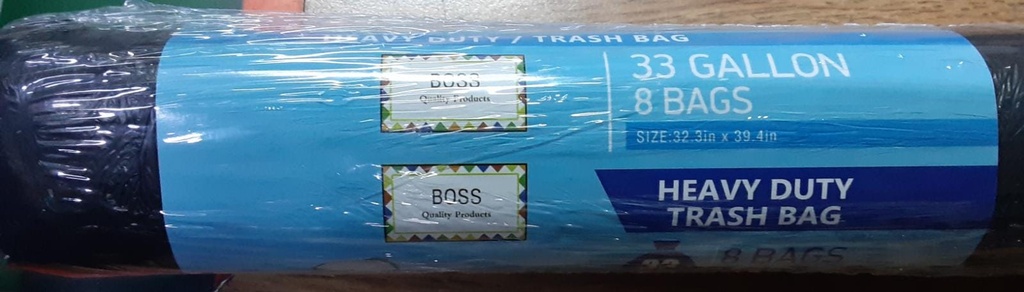 HEAVY DUTY / TRASH BAG
BOSS
Quality Products
33 GALLON
8 BAGS
SIZE:32.3in x 39.4in
BOSS
Quality Products
HEAVY DUTY
TRASH BAG
33
8 BAGS